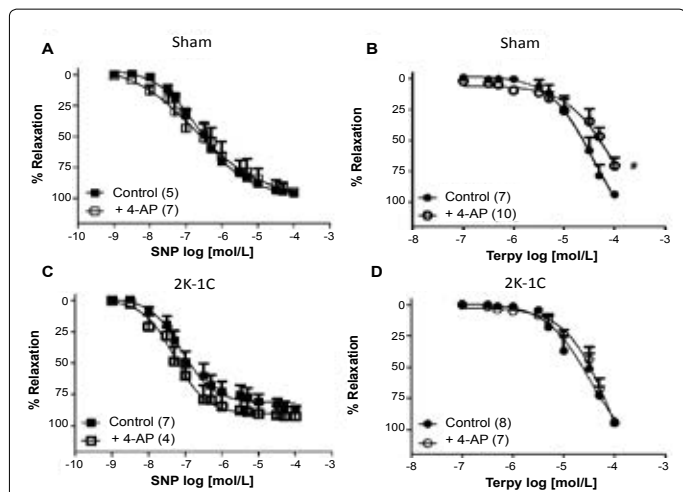 A
Sham
0
25
50
75
100
% Relaxation
Control (5)
+ 4-AP (7)
-10 -9 -8 -7 -6 -5 -4 -3
SNP log [mol/L]
B
Sham
0
25
50
75
100
% Relaxation
#
Control (7)
+ 4-AP (10)
-8 -7 -6 -5 -4 -3
Terpy log [mol/L]
C
2K-1C
0
25
50
75
100
% Relaxation
Control (7)
+ 4-AP (4)
-10 -9 -8 -7 -6 -5 -4 -3
SNP log [mol/L]
D
2K-1C
0
25
50
75
100
% Relaxation
Control (8)
+ 4-AP (7)
-8 -7 -6 -5 -4 -3
Terpy log [mol/L]